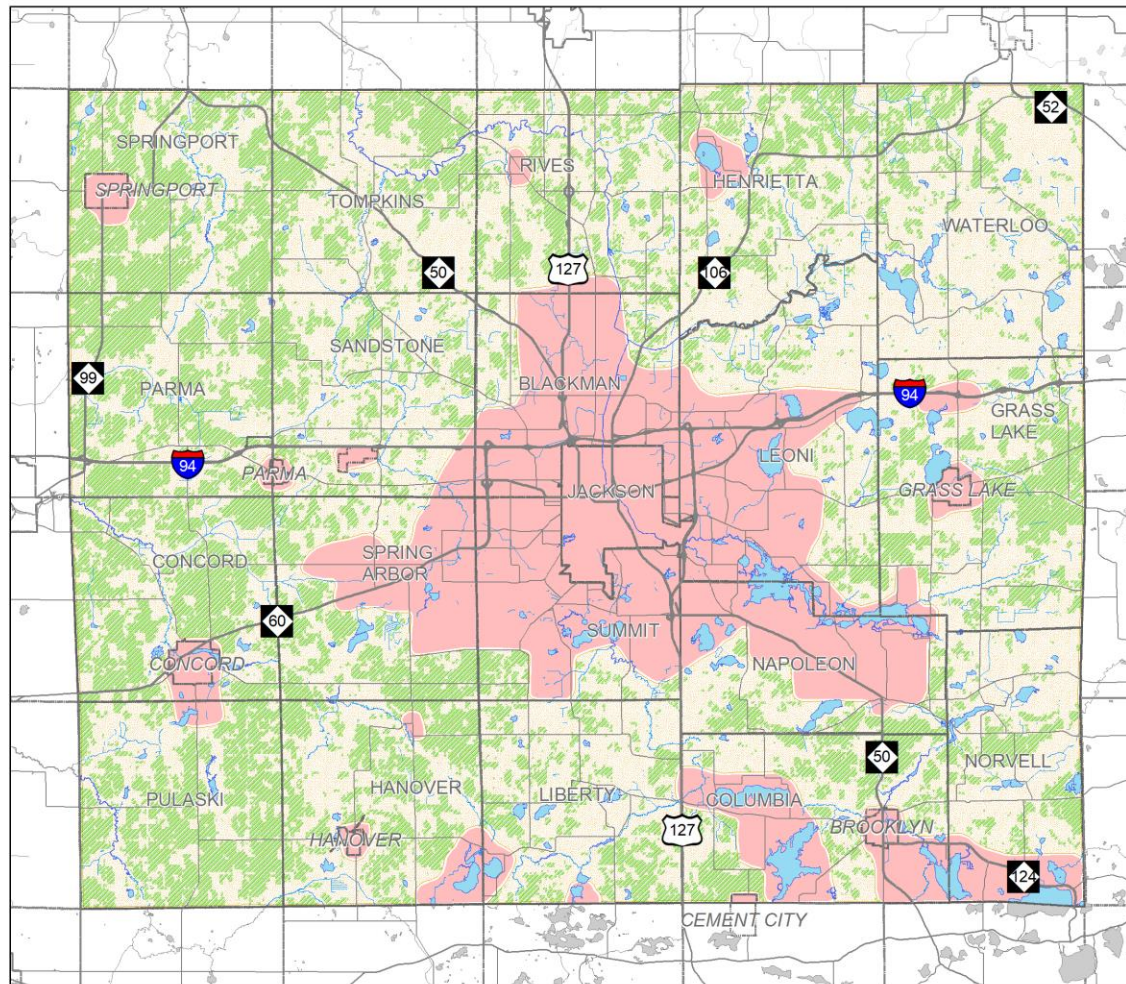 52
SPRINGPORT
RIVES
HENRIETTA
SPRINGPORT
TOMPKINS
WATERLOO
50
127
106
SANDSTONE
99
PARMA
BLACKMAN
94
GRASS
LAKE
94
PARMA
LEONI
JACKSON
GRASS LAKE
CONCORD
SPRING
ARBOR
60
SUMMIT
CONCORD
NAPOLEON
50
NORVELL
PULASKI
HANOVER
LIBERTY
COLUMBIA
127
BROOKLYN
HANOVER
124
CEMENT CITY